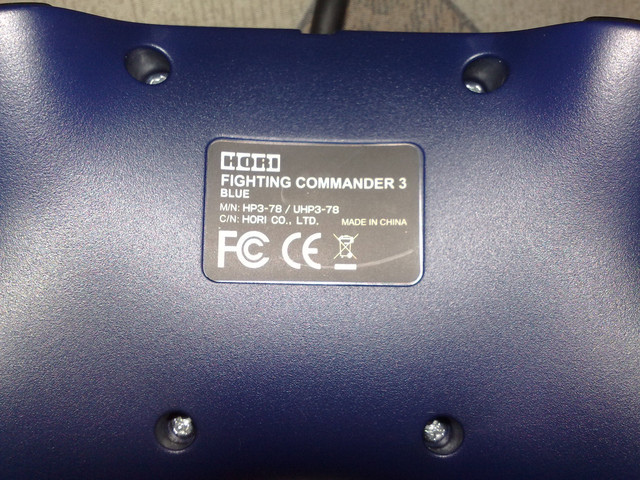 HORI
FIGHTING COMMANDER 3
BLUE
M/N: HP3-78 / UHP3-78
C/N: HORI CO., LTD. MADE IN CHINA
FC CE